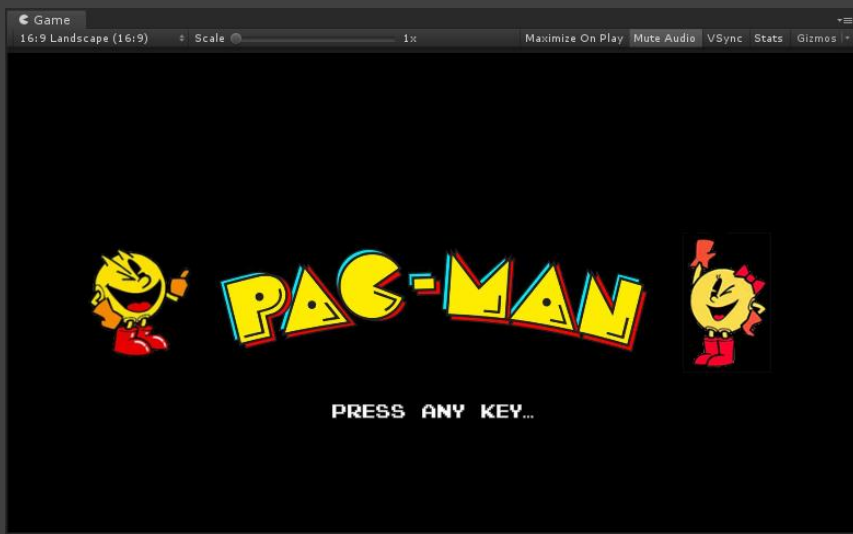 Game
16:9 Landscape (16:9) Scale 1x Maximize On Play Mute Audio VSync Stats Gizmos
PAC-MAN
PRESS ANY KEY…